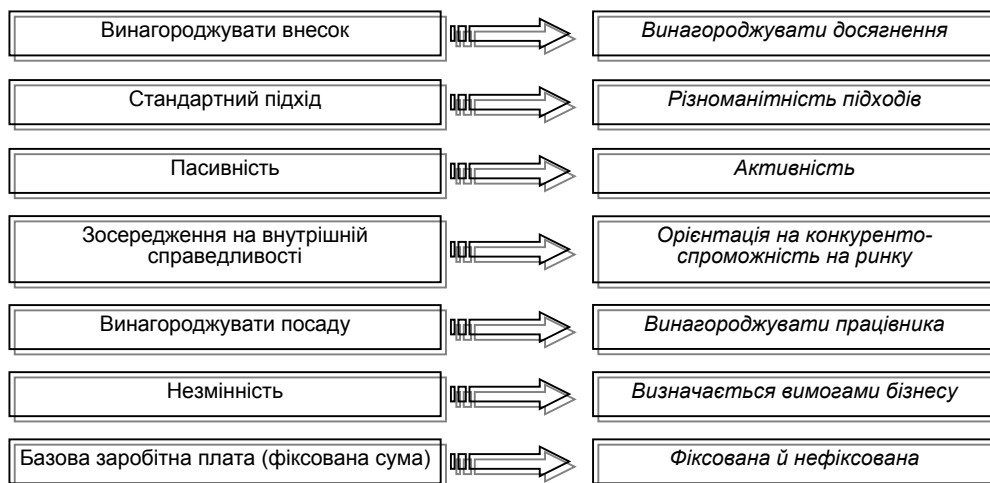 Винагороджувати внесок
Винагороджувати досягнення
Стандартний підхід
Різноманітність підходів
Пасивність
Активність
Зосередження на внутрішній
справедливості
Орієнтація на конкуренто-
спроможність на ринку
Винагороджувати посаду
Винагороджувати працівника
Незмінність
Визначається вимогами бізнесу
Базова заробітна плата (фіксована сума)
Фіксована й нефіксована